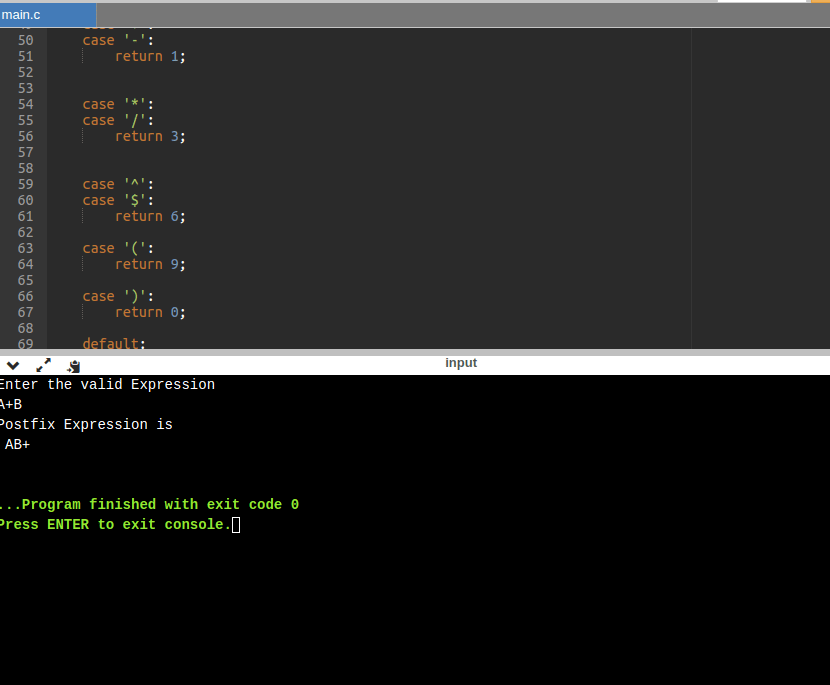 main.c
50 case '-':
51 return 1;
52
53
54 case '*':
55 case '/':
56 return 3;
57
58
59 case '^':
60 case '$':
61 return 6;
62
63 case '(':
64 return 9;
65
66 case ')':
67 return 0;
68
69 default:
input
Enter the valid Expression
A+B
Postfix Expression is
AB+
...Program finished with exit code 0
Press ENTER to exit console.